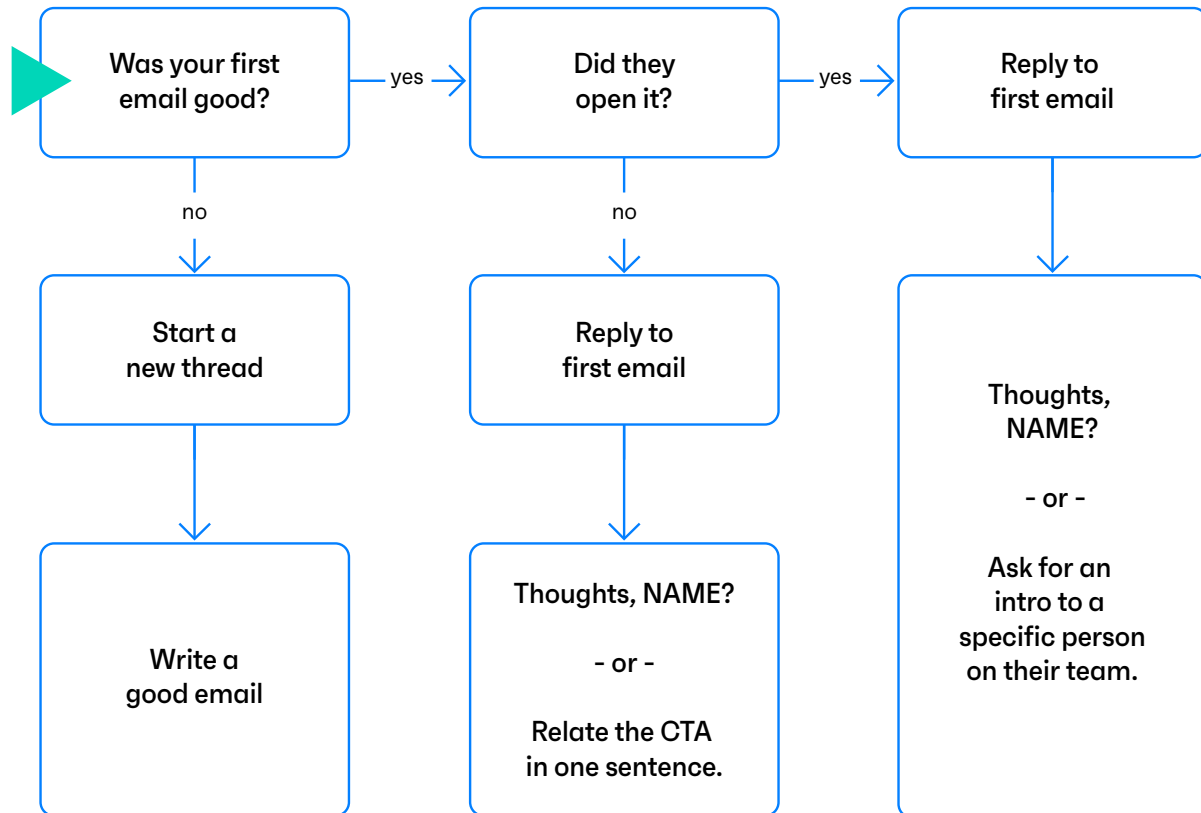 Was your first
email good?
yes
Did they
open it?
yes
Reply to
first email
no
no
Start a
new thread
Reply to
first email
Thoughts,
NAME?
- or -
Ask for an
intro to a
specific person
on their team.
Write a
good email
Thoughts, NAME?
- or -
Relate the CTA
in one sentence.